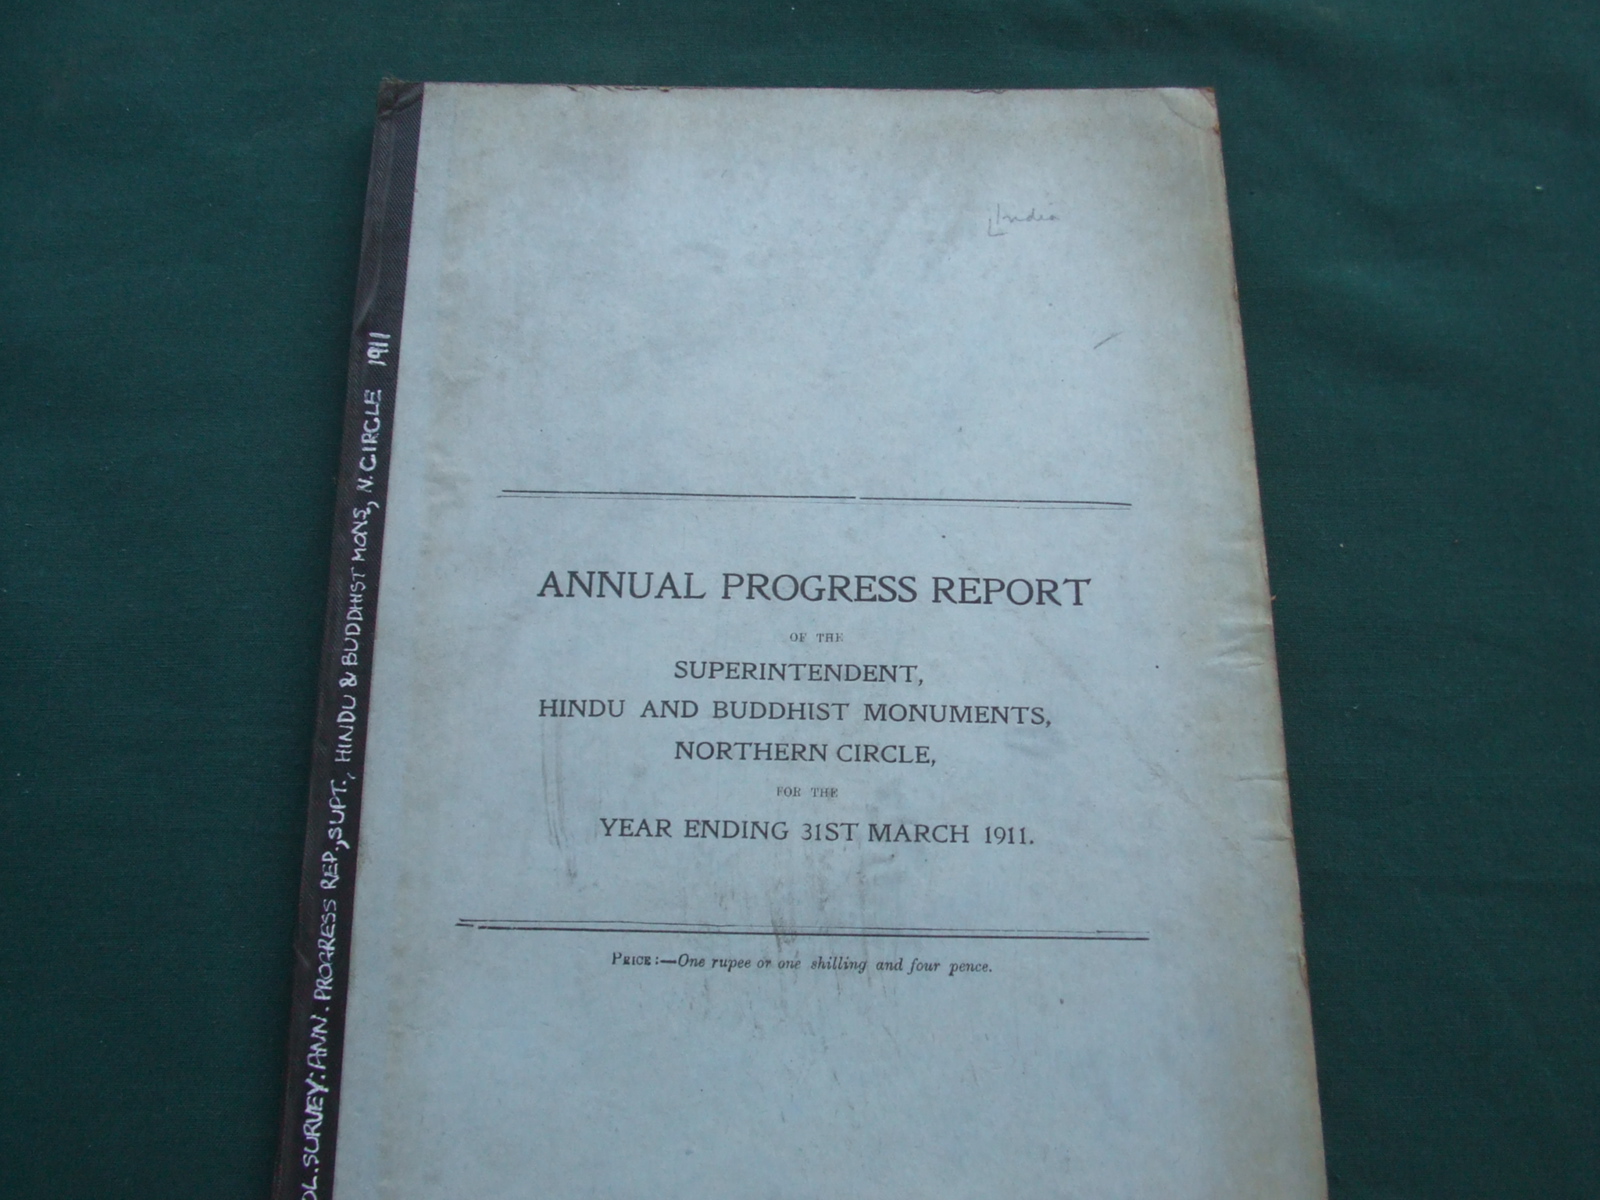 India
ANNUAL PROGRESS REPORT
OF THE
SUPERINTENDENT,
HINDU AND BUDDHIST MONUMENTS,
NORTHERN CIRCLE,
FOR THE
YEAR ENDING 31ST MARCH 1911.
PRICE:—One rupee or one shilling and four pence.
OL. SURVEY: ANN. PROGRESS REP., SUPT., HINDU & BUDDHIST MONS, N. CIRCLE 1911